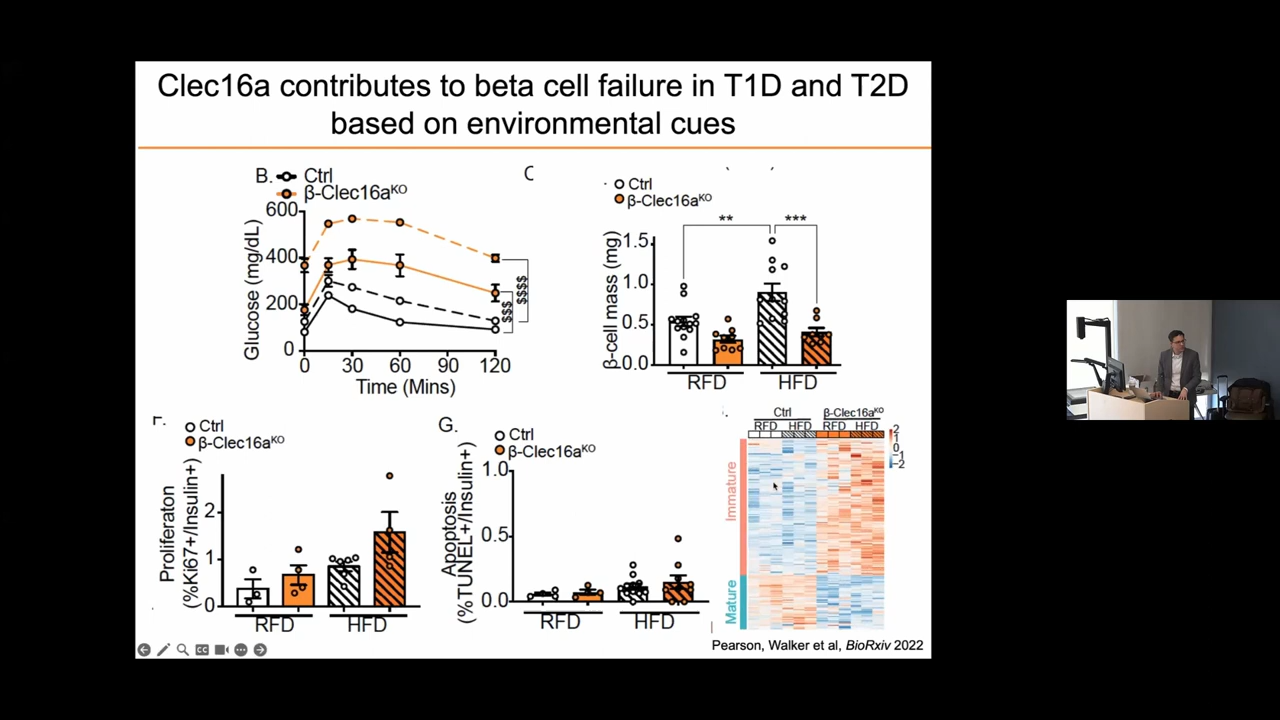 Clec16a contributes to beta cell failure in T1D and T2D
based on environmental cues
B. Ctrl
β-Clec16aKO
600
400
200
0
Glucose (mg/dL)
0 30 60 90 120
Time (Mins)
$$$
$$$$
C
Ctrl
β-Clec16aKO
** ***
1.5
1.0
0.5
0.0
β-cell mass (mg)
RFD HFD
Ctrl
β-Clec16aKO
2
1
0
Proliferaton
(%Ki67+/Insulin+)
RFD HFD
G. Ctrl
β-Clec16aKO
1.0
0.5
0.0
Apoptosis
(%TUNEL+/Insulin+)
RFD HFD
Ctrl β-Clec16aKO
RFD HFD RFD HFD
2
1
0
−1
−2
Immature
Mature
Pearson, Walker et al, BioRxiv 2022